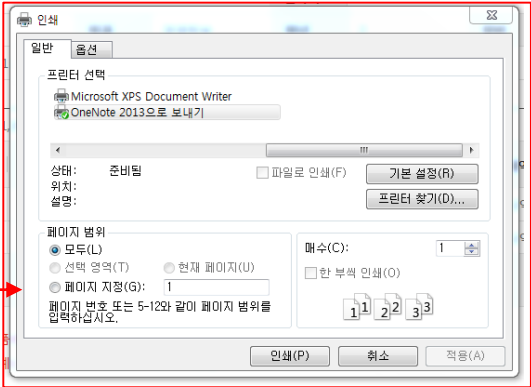 인쇄
일반 옵션
프린터 선택
Microsoft XPS Document Writer
OneNote 2013으로 보내기
상태: 준비됨 파일로 인쇄(F) 기본 설정(R)
위치:
설명: 프린터 찾기(D)...
페이지 범위
모두(L) 매수(C): 1
선택 영역(T) 현재 페이지(U) 한 부씩 인쇄(O)
페이지 지정(G): 1
페이지 번호 또는 5-12와 같이 페이지 범위를
입력하십시오.
1 1 2 2 3 3
인쇄(P) 취소 적용(A)